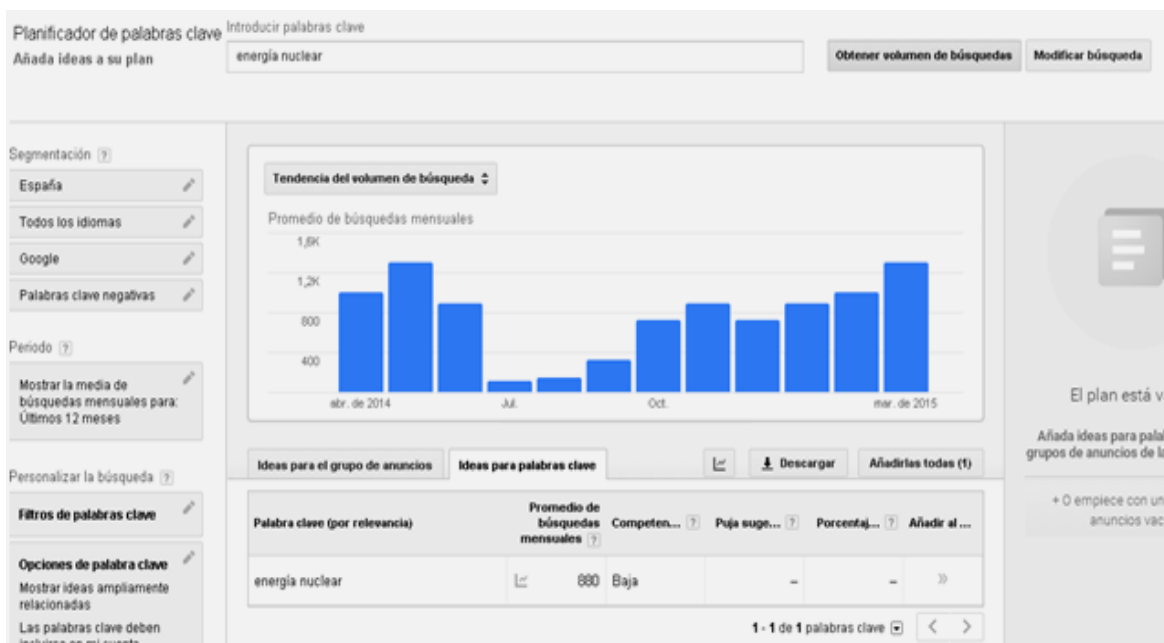 Planificador de palabras clave
Añada ideas a su plan
Introducir palabras clave
energía nuclear
Obtener volumen de búsquedas
Modificar búsqueda
Segmentación ?
España
Todos los idiomas
Google
Palabras clave negativas
Periodo ?
Mostrar la media de
búsquedas mensuales para:
Últimos 12 meses
Personalizar la búsqueda ?
Filtros de palabras clave
Opciones de palabra clave
Mostrar ideas ampliamente
relacionadas
Las palabras clave deben
Tendencia del volumen de búsqueda
Promedio de búsquedas mensuales
1,6K
1,2K
800
400
abr. de 2014
Jul.
Oct.
mar. de 2015
Ideas para el grupo de anuncios
Ideas para palabras clave
Descargar
Añadirlas todas (1)
Palabra clave (por relevancia)
Promedio de
búsquedas
mensuales ?
Competen... ?
Puja suge... ?
Porcentaj... ?
Añadir al ...
energía nuclear
880
Baja
–
–
»
1 - 1 de 1 palabras clave
El plan está v
Añada ideas para pala
grupos de anuncios de l
+ O empiece con un
anuncios vac